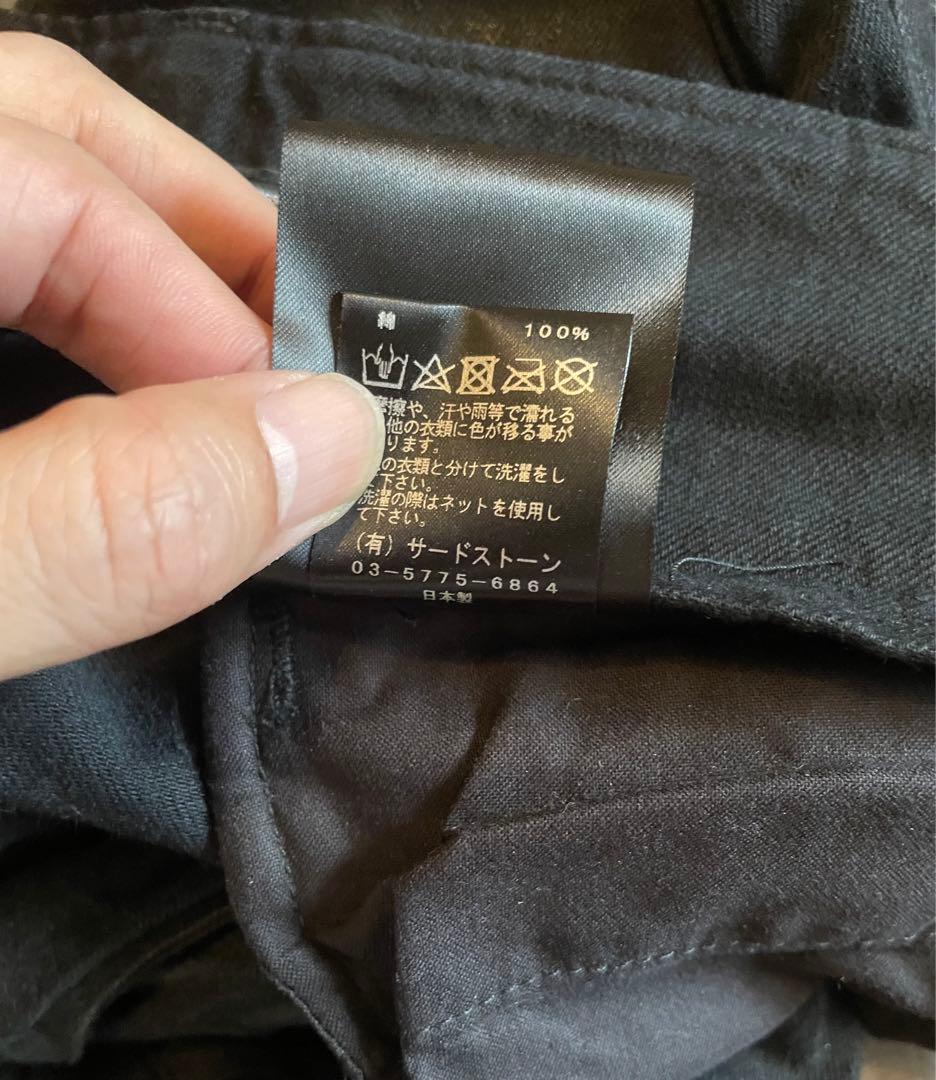 綿 100%
摩擦や、汗や雨等で濡れる
他の衣類に色が移る事が
ります。
の衣類と分けて洗濯をし
下さい。
洗濯の際はネットを使用し
て下さい。
(有) サードストーン
03-5775-6864
日本製